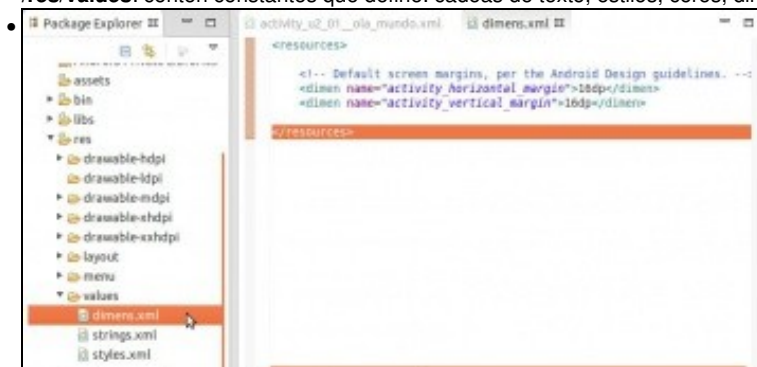 /res/values: conten constantes que define: cadeas de texto, estilos, cores, di
Package Explorer
assets
bin
libs
res
drawable-hdpi
drawable-ldpi
drawable-mdpi
drawable-xhdpi
drawable-xxhdpi
layout
menu
values
dimens.xml
strings.xml
styles.xml
activity_u2_01__ola_mundo.xml
dimens.xml
<resources>
<!-- Default screen margins, per the Android Design guidelines. --
<dimen name="activity_horizontal_margin">16dp</dimen>
<dimen name="activity_vertical_margin">16dp</dimen>
</resources>